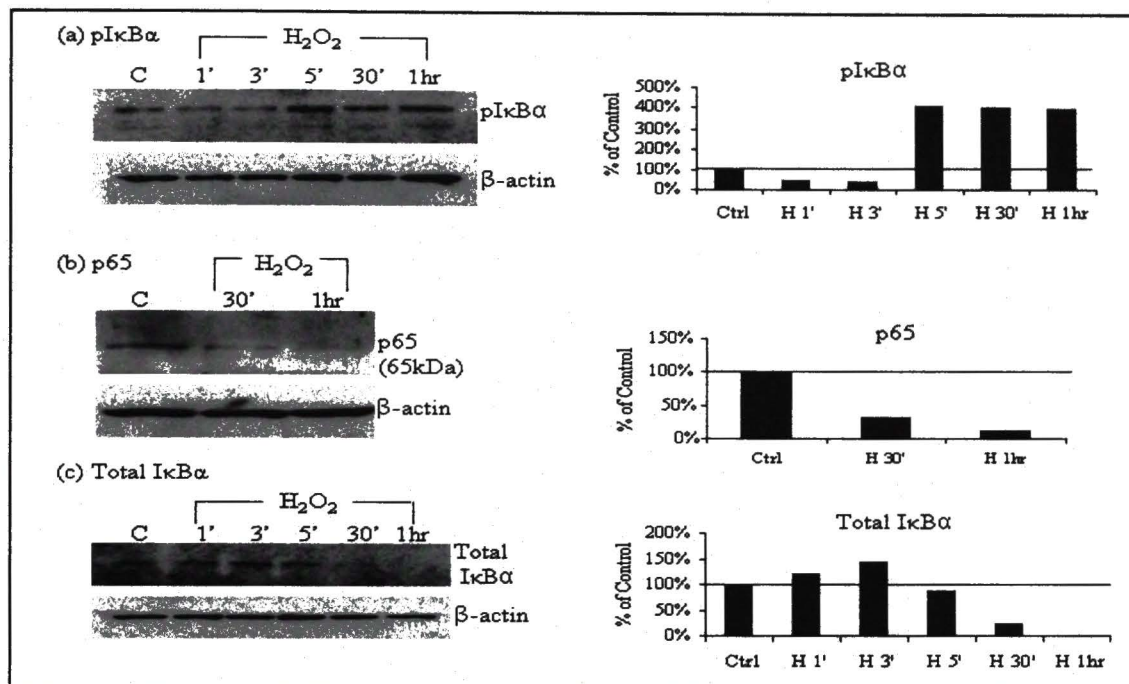 (a) pIκBα
H₂O₂
C 1' 3' 5' 30' 1hr
pIκBα
β-actin
pIκBα
% of Control
500%
400%
300%
200%
100%
0%
Ctrl H 1' H 3' H 5' H 30' H 1hr
(b) p65
H₂O₂
C 30' 1hr
p65
(65kDa)
β-actin
p65
% of Control
150%
100%
50%
0%
Ctrl H 30' H 1hr
(c) Total IκBα
H₂O₂
C 1' 3' 5' 30' 1hr
Total
IκBα
β-actin
Total IκBα
% of Control
200%
150%
100%
50%
0%
Ctrl H 1' H 3' H 5' H 30' H 1hr